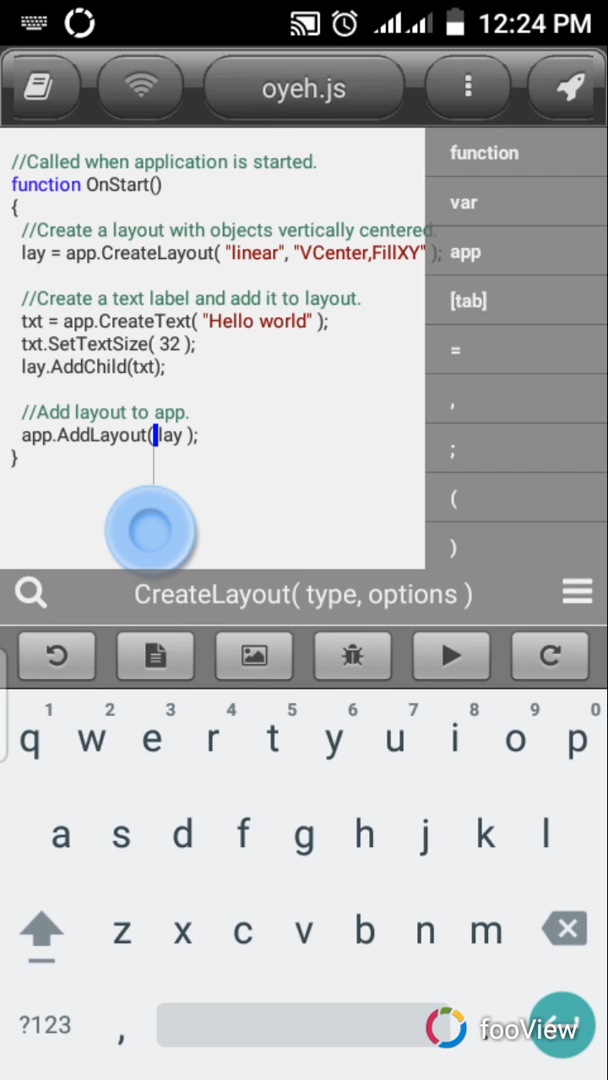 12:24 PM
oyeh.js
//Called when application is started.
function OnStart()
{
//Create a layout with objects vertically centered.
lay = app.CreateLayout( "linear", "VCenter,FillXY" );
//Create a text label and add it to layout.
txt = app.CreateText( "Hello world" );
txt.SetTextSize( 32 );
lay.AddChild(txt);
//Add layout to app.
app.AddLayout( lay );
}
function
var
app
[tab]
=
,
;
(
)
CreateLayout( type, options )
1 2 3 4 5 6 7 8 9 0
q w e r t y u i o p
a s d f g h j k l
z x c v b n m
?123 ,
fooView